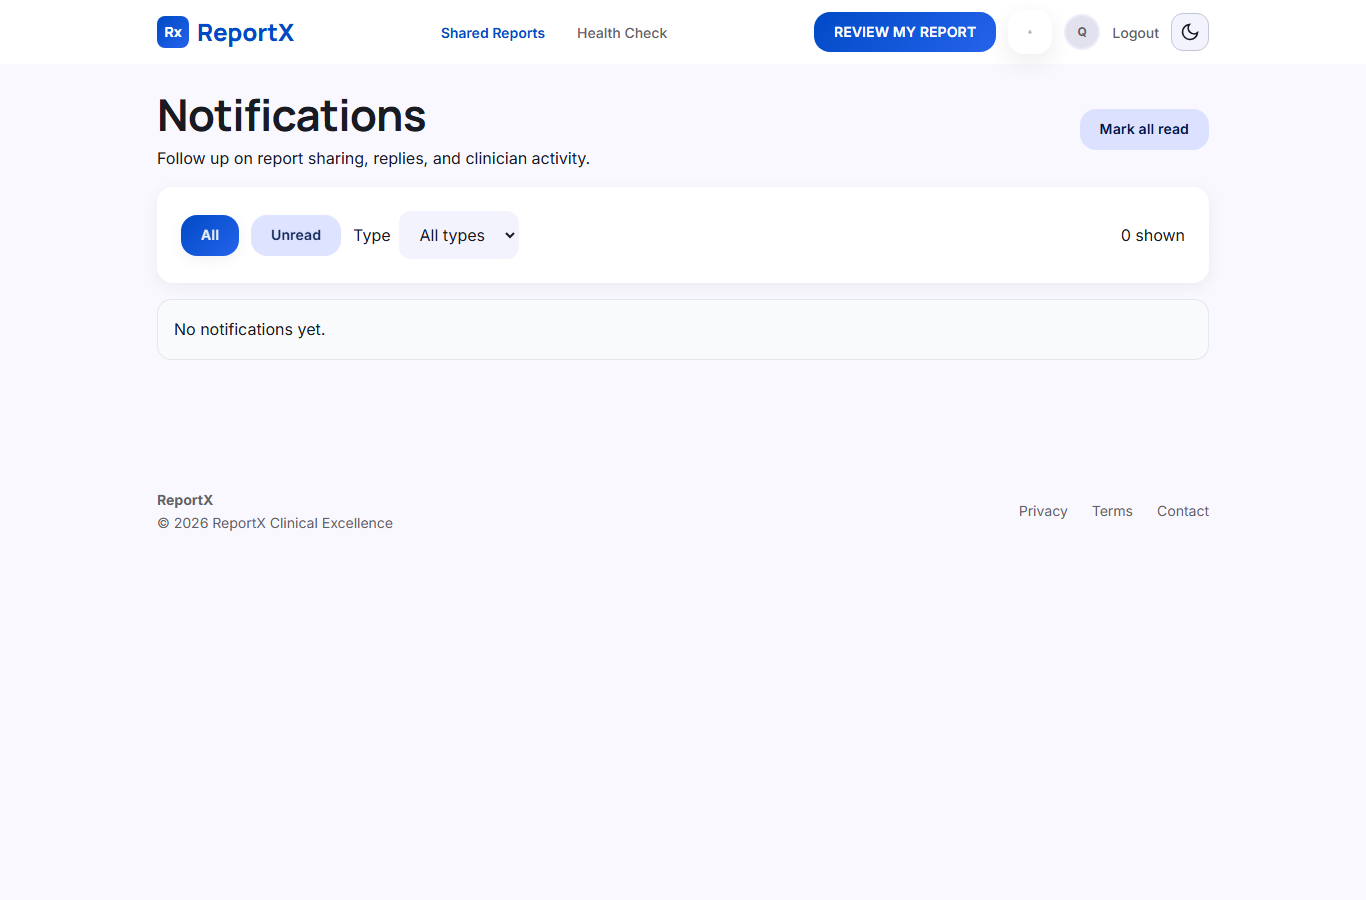 Rx ReportX
Shared Reports
Health Check
REVIEW MY REPORT
Q
Logout
Notifications
Follow up on report sharing, replies, and clinician activity.
Mark all read
All
Unread
Type
All types
0 shown
No notifications yet.
ReportX
© 2026 ReportX Clinical Excellence
Privacy
Terms
Contact